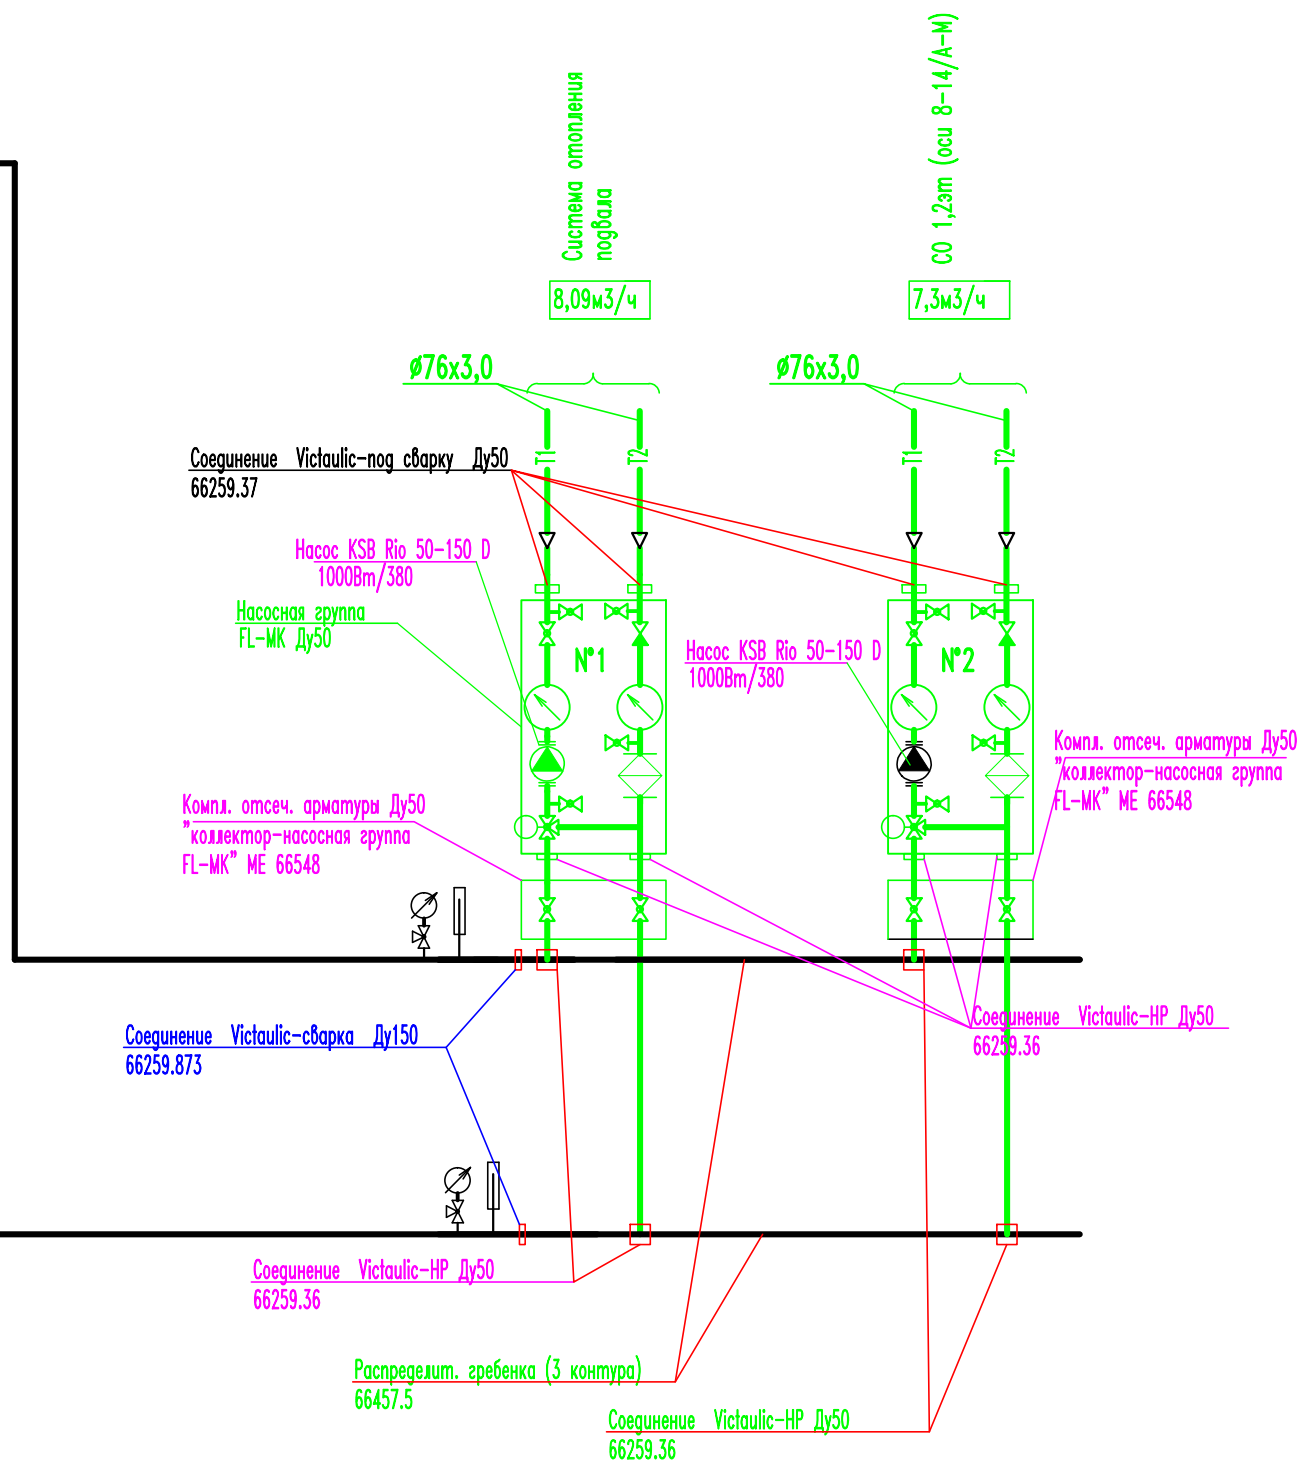 Система отопления
подвала
СО 1,2эт (оси 8-14/А-М)
8,09м3/ч
7,3м3/ч
ø76х3,0
ø76х3,0
Т1
Т2
Т1
Т2
Соединение Victaulic-под сварку Ду50
66259.37
Насос KSB Rio 50-150 D
1000Вт/380
Насосная группа
FL-MK Ду50
N°1
Насос KSB Rio 50-150 D
1000Вт/380
N°2
Компл. отсеч. арматуры Ду50
"коллектор-насосная группа
FL-MK" ME 66548
Компл. отсеч. арматуры Ду50
"коллектор-насосная группа
FL-MK" ME 66548
Соединение Victaulic-НР Ду50
66259.36
Соединение Victaulic-сварка Ду150
66259.873
Соединение Victaulic-НР Ду50
66259.36
Распределит. гребенка (3 контура)
66457.5
Соединение Victaulic-НР Ду50
66259.36